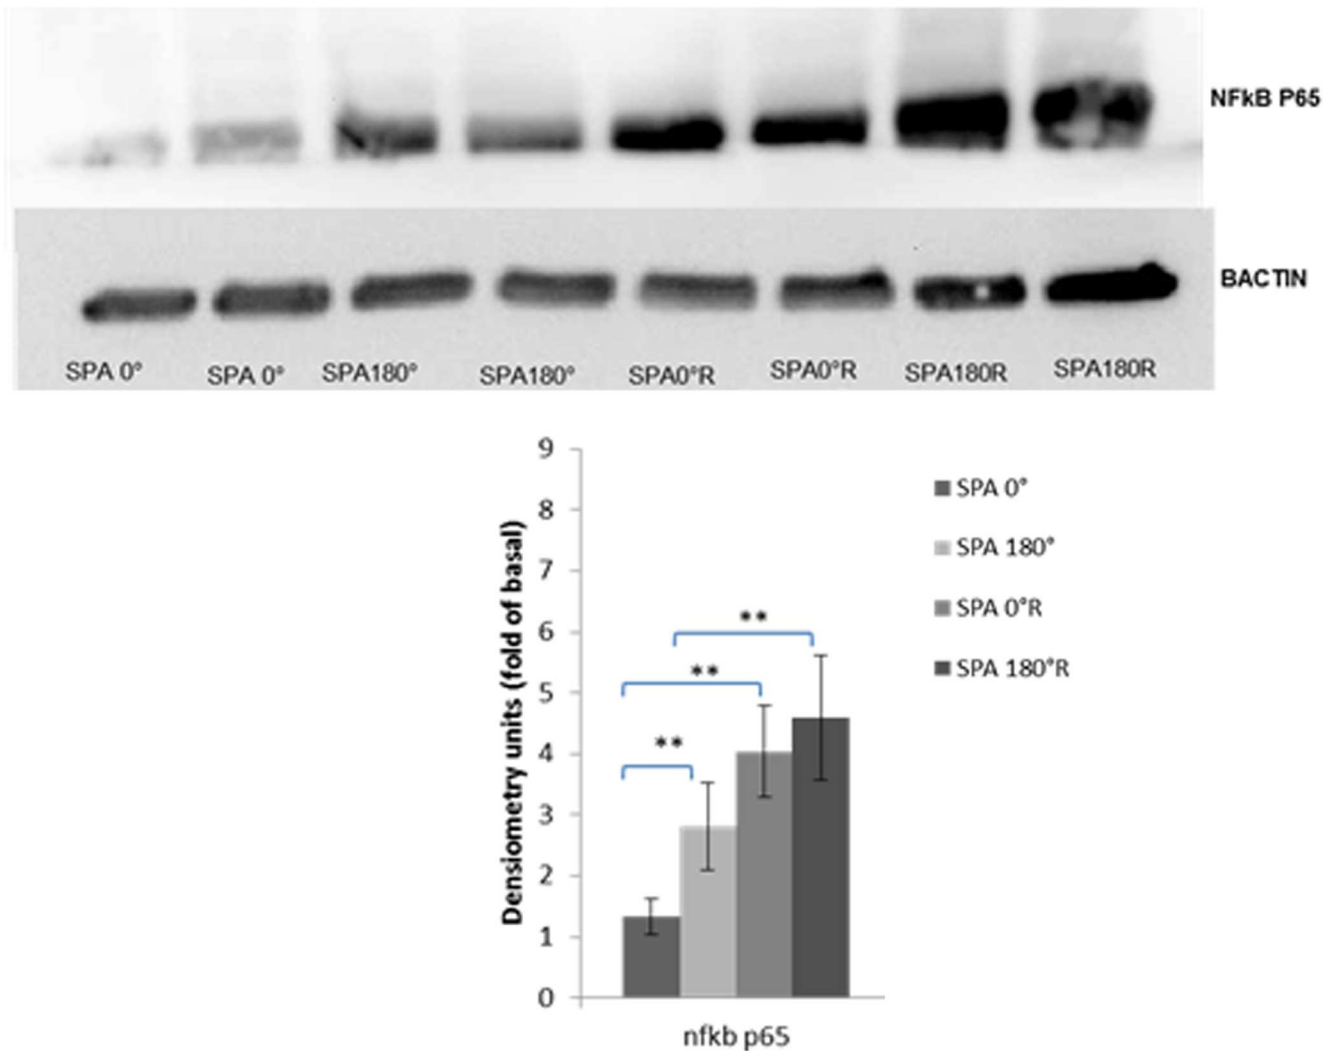 NFkB P65
BACTIN
SPA 0° SPA 0° SPA180° SPA180° SPA0°R SPA0°R SPA180R SPA180R
9
8
7
6
5
4
3
2
1
0
Densiometry units (fold of basal)
**
**
**
nfkb p65
SPA 0°
SPA 180°
SPA 0°R
SPA 180°R